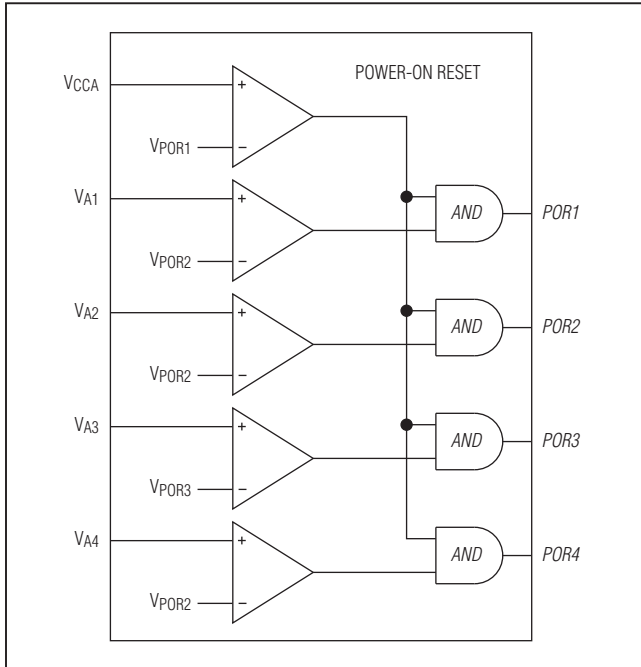 POWER-ON RESET
VCCA
VPOR1
VA1
VPOR2
AND
POR1
VA2
VPOR2
AND
POR2
VA3
VPOR3
AND
POR3
VA4
VPOR2
AND
POR4
+
−
+
−
+
−
+
−
+
−